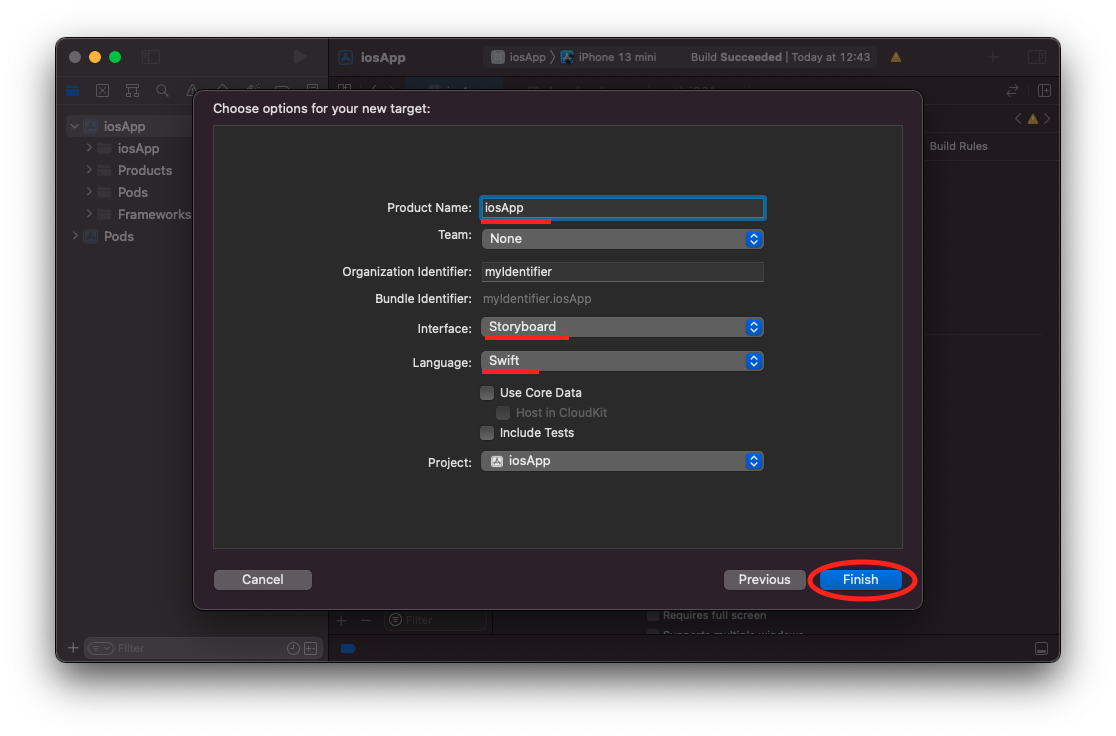 iosApp
iosApp
iPhone 13 mini
Build Succeeded | Today at 12:43
Choose options for your new target:
iosApp
iosApp
Products
Pods
Frameworks
Pods
Build Rules
Product Name:
iosApp
Team:
None
Organization Identifier:
myIdentifier
Bundle Identifier:
myIdentifier.iosApp
Interface:
Storyboard
Language:
Swift
Use Core Data
Host in CloudKit
Include Tests
Project:
iosApp
Cancel
Previous
Finish
Filter
Requires full screen
Supports multiple windows
Filter